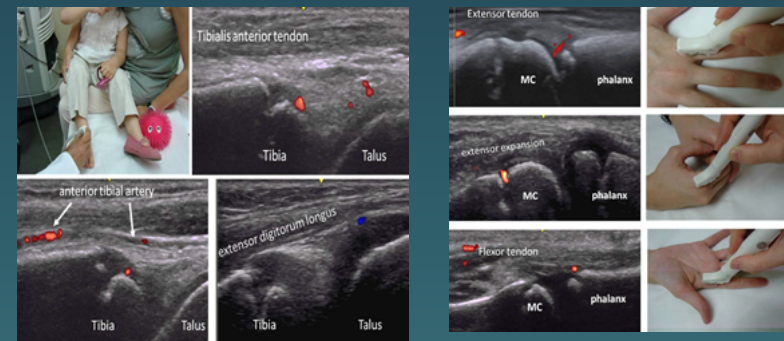 Tibialis anterior tendon
Tibia
Talus
anterior tibial artery
Tibia
Talus
extensor digitorum longus
Tibia
Talus
Extensor tendon
MC
phalanx
extensor expansion
MC
phalanx
Flexor tendon
MC
phalanx